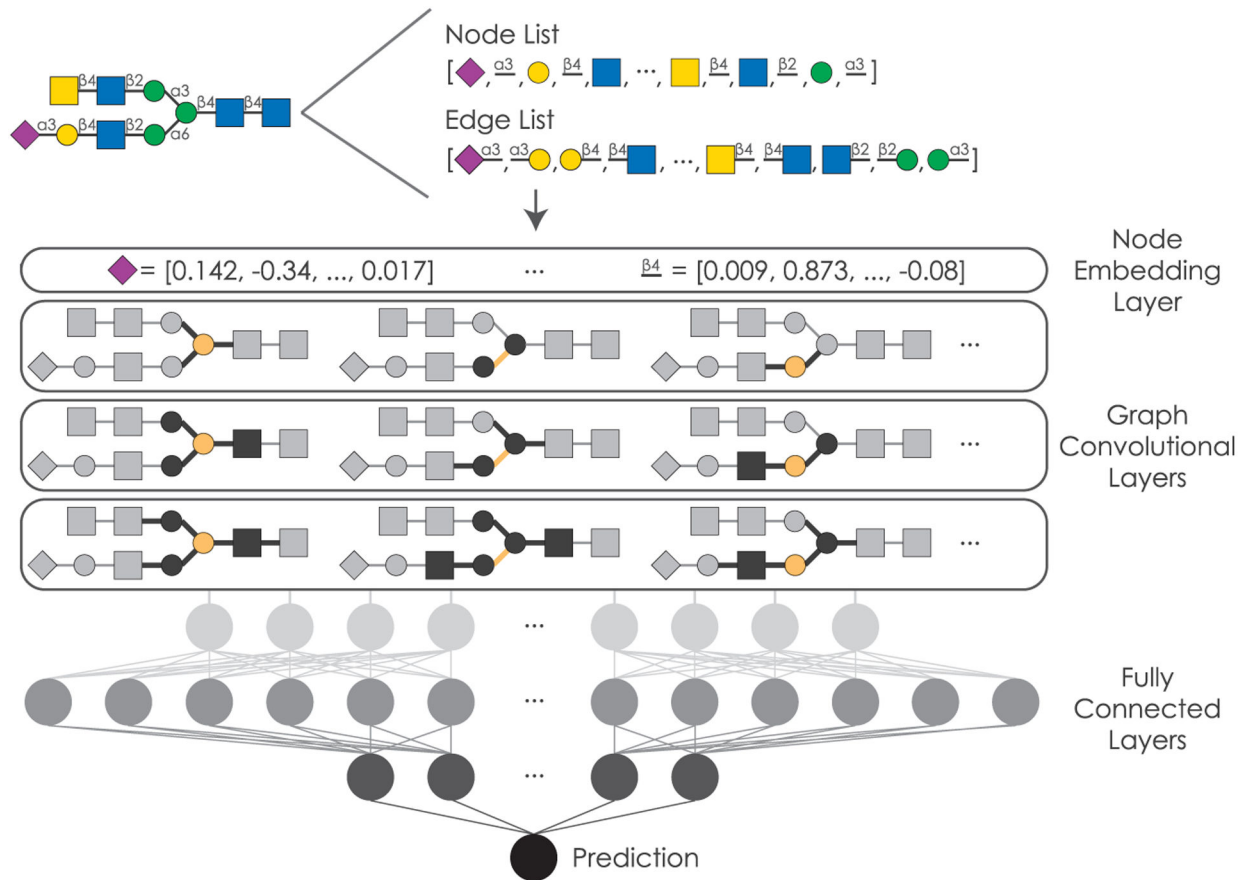 Node List
[ , α3, , β4, , ..., , β4, , β2, , α3 ]
β4 β2 α3
β4 β4
α3 β4 β2 α6
Edge List
[ α3, α3 , β4, β4 , ..., β4, β4 , β2, β2 , α3 ]
= [0.142, -0.34, ..., 0.017] ... β4 = [0.009, 0.873, ..., -0.08]
Node
Embedding
Layer
...
Graph
Convolutional
Layers
...
...
...
Fully
Connected
Layers
...
...
Prediction